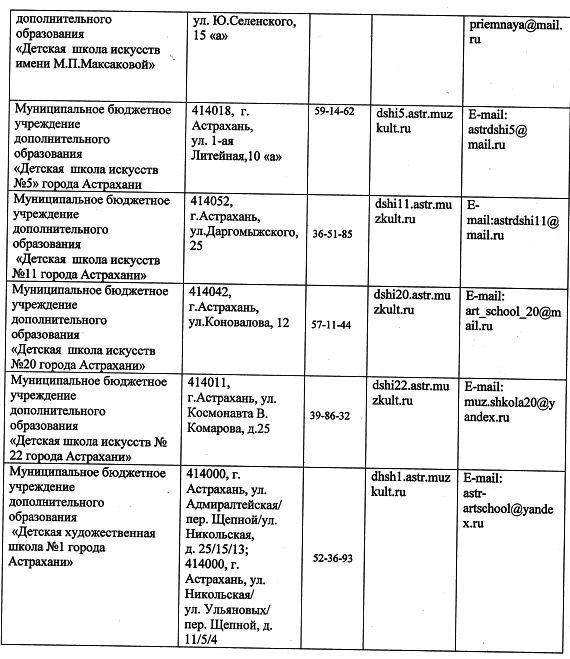 дополнительного
образования
«Детская школа искусств
имени М.П.Максаковой»
ул. Ю.Селенского,
15 «а»
priemnaya@mail.
ru
Муниципальное бюджетное
учреждение
дополнительного
образования
«Детская школа искусств
№5» города Астрахани
414018, г.
Астрахань,
ул. 1-ая
Литейная,10 «а»
59-14-62
dshi5.astr.muz
kult.ru
E-mail:
astrdshi5@
mail.ru
Муниципальное бюджетное
учреждение
дополнительного
образования
«Детская школа искусств
№11 города Астрахани»
414052,
г.Астрахань,
ул.Даргомыжского,
25
36-51-85
dshi11.astr.mu
zkult.ru
E-
mail:astrdshi11@
mail.ru
Муниципальное бюджетное
учреждение
дополнительного
образования
«Детская школа искусств
№20 города Астрахани»
414042,
г.Астрахань,
ул.Коновалова, 12
57-11-44
dshi20.astr.mu
zkult.ru
E-mail:
art_school_20@m
ail.ru
Муниципальное бюджетное
учреждение
дополнительного
образования
«Детская школа искусств №
22 города Астрахани»
414011,
г.Астрахань, ул.
Космонавта В.
Комарова, д.25
39-86-32
dshi22.astr.mu
zkult.ru
E-mail:
muz.shkola20@y
andex.ru
Муниципальное бюджетное
учреждение
дополнительного
образования
«Детская художественная
школа №1 города
Астрахани»
414000, г.
Астрахань, ул.
Адмиралтейская/
пер. Щепной/ул.
Никольская,
д. 25/15/13;
414000, г.
Астрахань, ул.
Никольская/
ул. Ульяновых/
пер. Щепной, д.
11/5/4
52-36-93
dhsh1.astr.muz
kult.ru
E-mail:
astr-
artschool@yande
x.ru